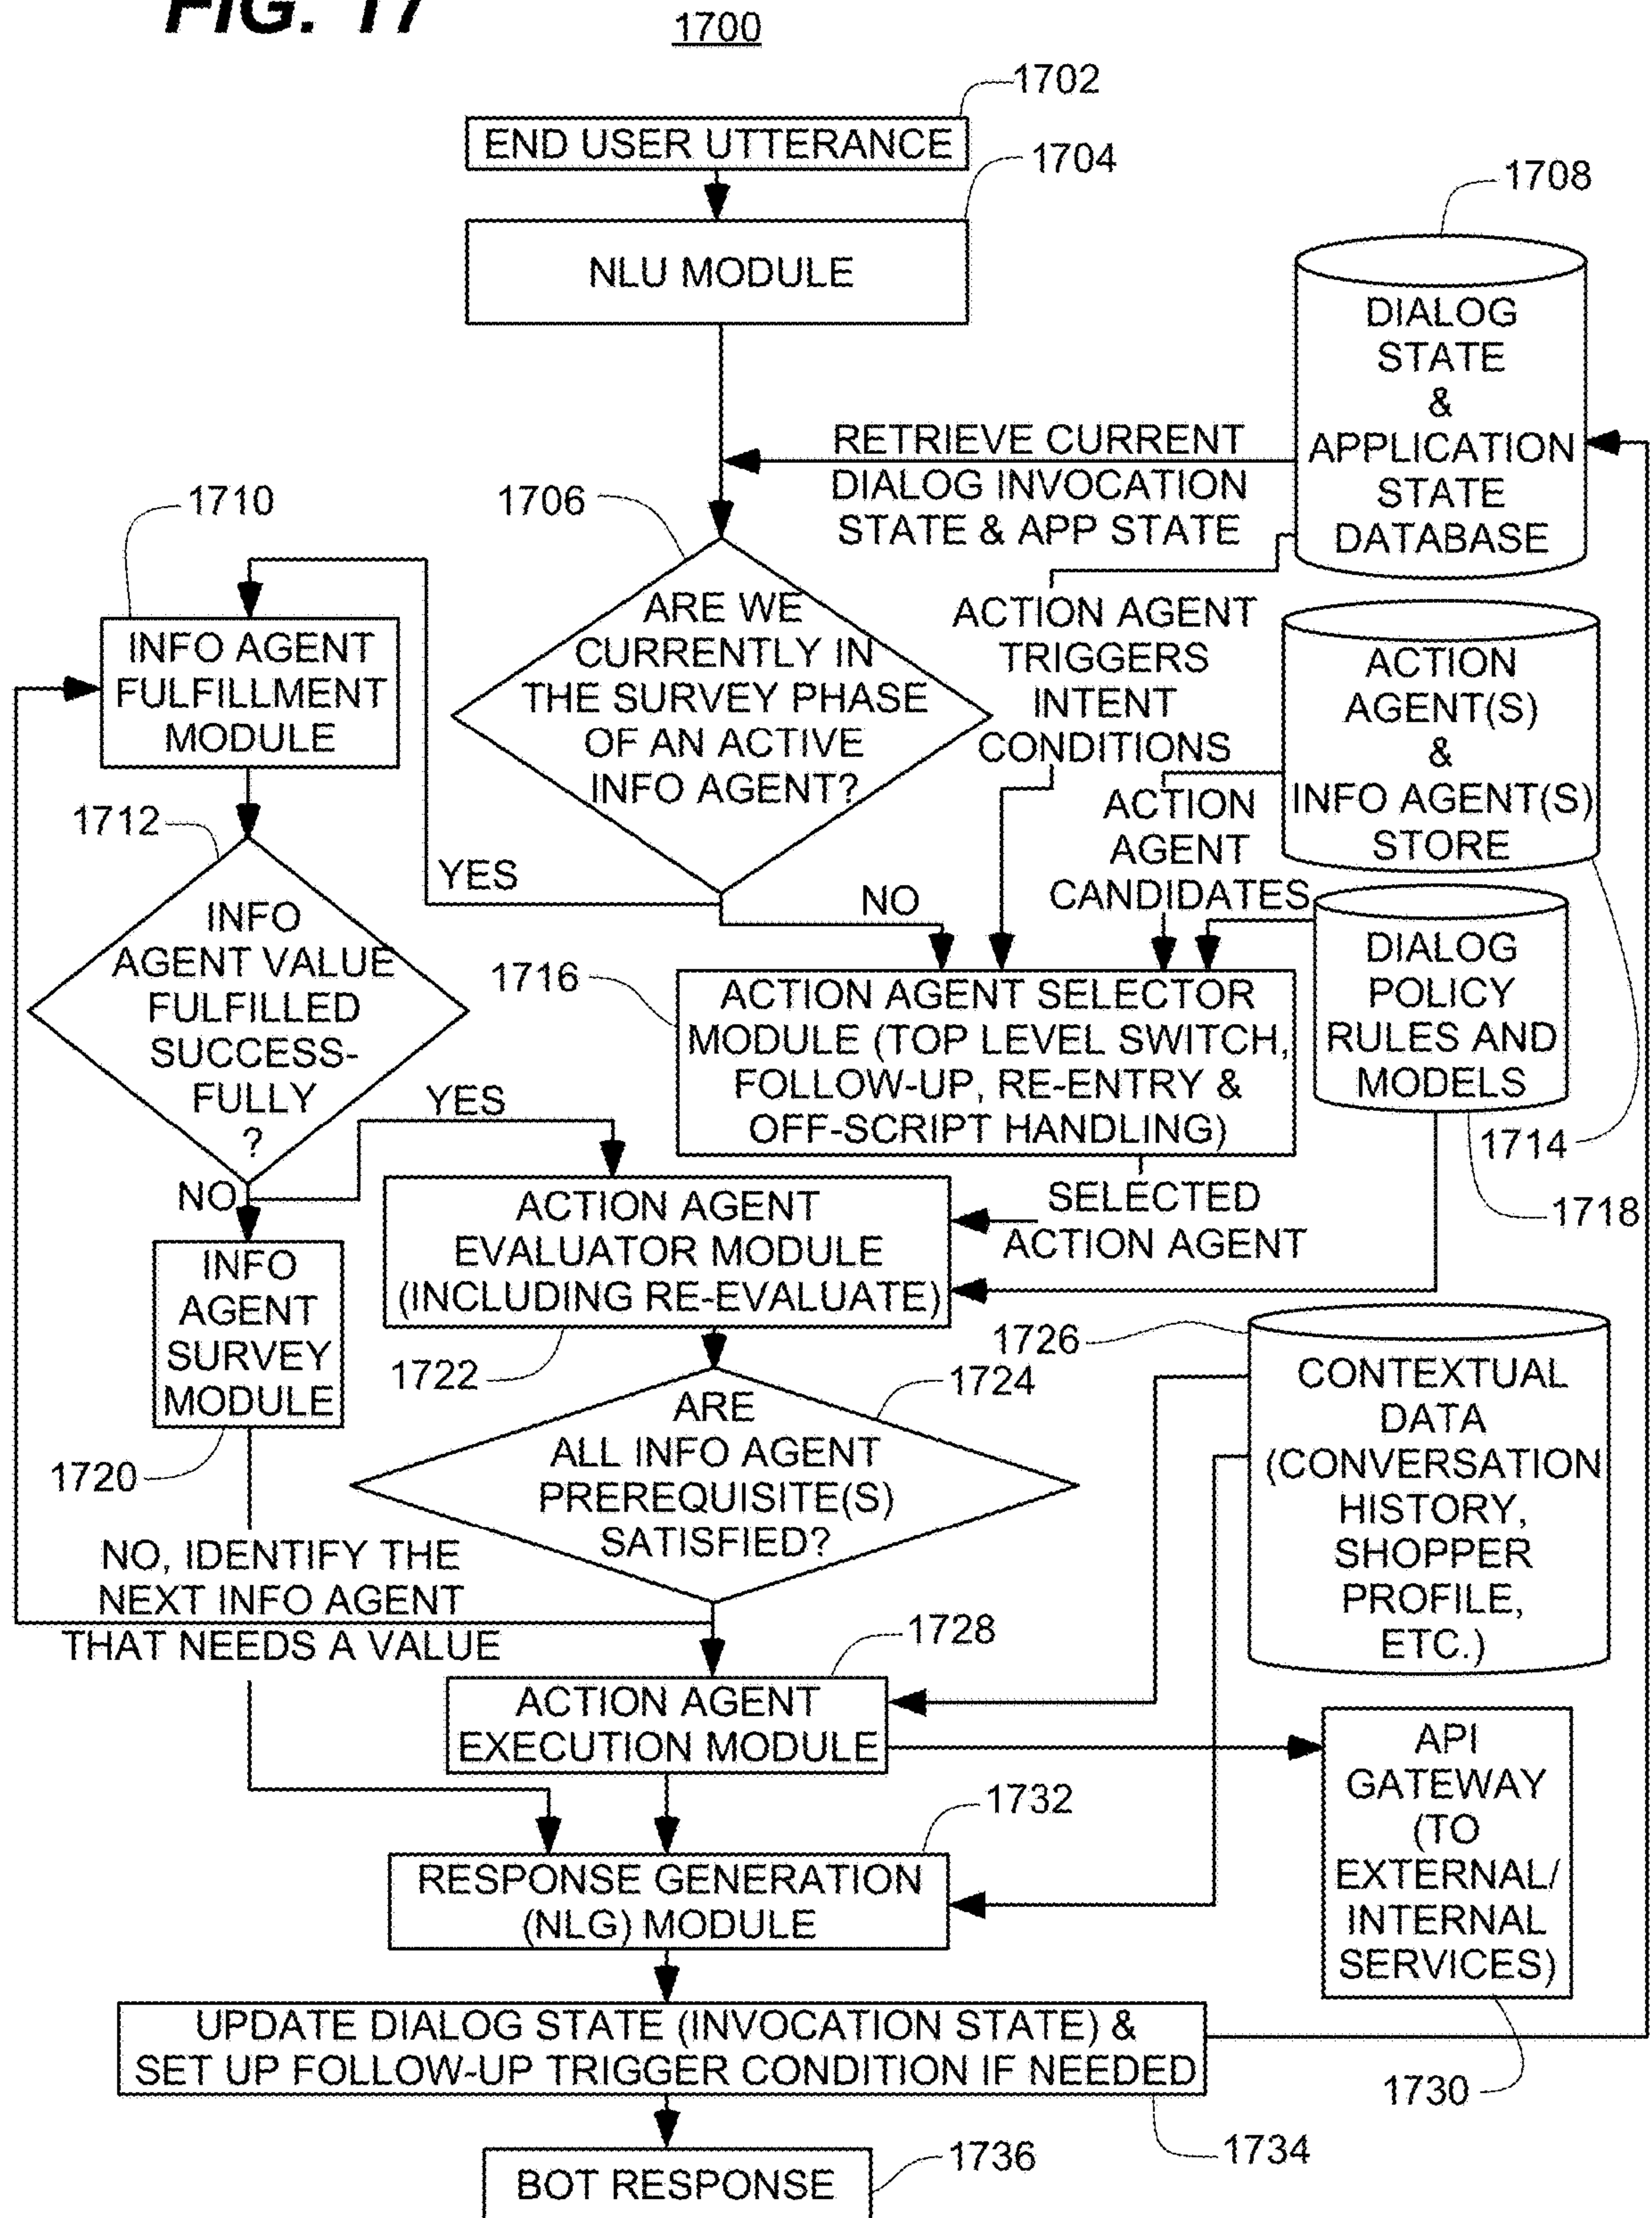 FIG. 17
1700
1702
END USER UTTERANCE
1704
NLU MODULE
1708
DIALOG
STATE
&
APPLICATION
STATE
DATABASE
RETRIEVE CURRENT
DIALOG INVOCATION
STATE & APP STATE
1710
1706
INFO AGENT
FULFILLMENT
MODULE
ARE WE
CURRENTLY IN
THE SURVEY PHASE
OF AN ACTIVE
INFO AGENT?
ACTION AGENT
TRIGGERS
INTENT
CONDITIONS
ACTION
AGENT(S)
&
INFO AGENT(S)
STORE
1712
YES
NO
ACTION
AGENT
CANDIDATES
INFO
AGENT VALUE
FULFILLED
SUCCESS-
FULLY
?
1716
ACTION AGENT SELECTOR
MODULE (TOP LEVEL SWITCH,
FOLLOW-UP, RE-ENTRY &
OFF-SCRIPT HANDLING)
DIALOG
POLICY
RULES AND
MODELS
1714
1718
YES
NO
SELECTED
ACTION AGENT
ACTION AGENT
EVALUATOR MODULE
(INCLUDING RE-EVALUATE)
INFO
AGENT
SURVEY
MODULE
1722
1724
1726
1720
ARE
ALL INFO AGENT
PREREQUISITE(S)
SATISFIED?
CONTEXTUAL
DATA
(CONVERSATION
HISTORY,
SHOPPER
PROFILE,
ETC.)
NO, IDENTIFY THE
NEXT INFO AGENT
THAT NEEDS A VALUE
1728
ACTION AGENT
EXECUTION MODULE
API
GATEWAY
(TO
EXTERNAL/
INTERNAL
SERVICES)
1732
RESPONSE GENERATION
(NLG) MODULE
UPDATE DIALOG STATE (INVOCATION STATE) &
SET UP FOLLOW-UP TRIGGER CONDITION IF NEEDED
1730
1734
1736
BOT RESPONSE